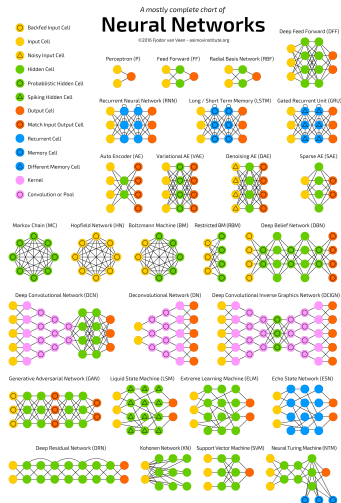 A mostly complete chart of
Neural Networks
©2016 Fjodor van Veen - asimovinstitute.org
Backfed Input Cell
Input Cell
Noisy Input Cell
Hidden Cell
Probablistic Hidden Cell
Spiking Hidden Cell
Output Cell
Match Input Output Cell
Recurrent Cell
Memory Cell
Different Memory Cell
Kernel
Convolution or Pool
Deep Feed Forward (DFF)
Perceptron (P)
Feed Forward (FF)
Radial Basis Network (RBF)
Recurrent Neural Network (RNN)
Long / Short Term Memory (LSTM)
Gated Recurrent Unit (GRU)
Auto Encoder (AE)
Variational AE (VAE)
Denoising AE (DAE)
Sparse AE (SAE)
Markov Chain (MC)
Hopfield Network (HN)
Boltzmann Machine (BM)
Restricted BM (RBM)
Deep Belief Network (DBN)
Deep Convolutional Network (DCN)
Deconvolutional Network (DN)
Deep Convolutional Inverse Graphics Network (DCIGN)
Generative Adversarial Network (GAN)
Liquid State Machine (LSM)
Extreme Learning Machine (ELM)
Echo State Network (ESN)
Deep Residual Network (DRN)
Kohonen Network (KN)
Support Vector Machine (SVM)
Neural Turing Machine (NTM)